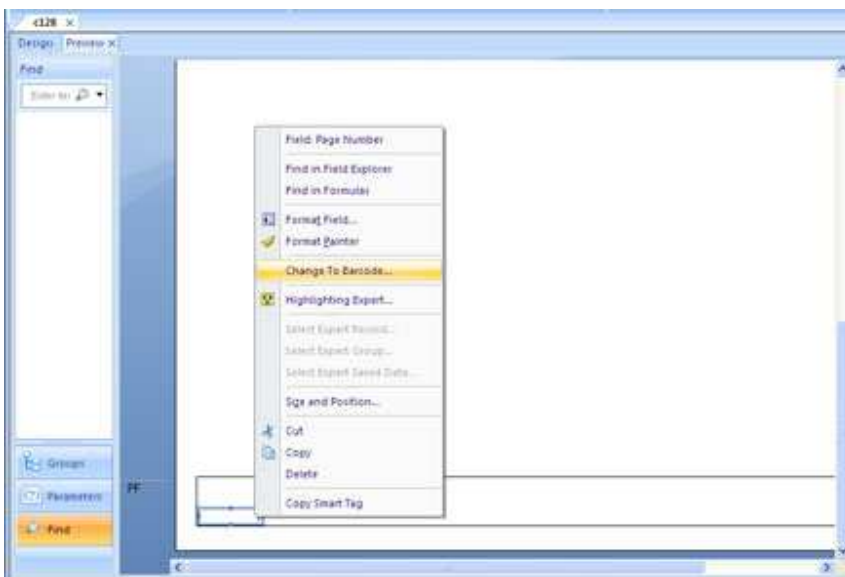 c128
Design Preview
Find
Field: Page Number
Find in Field Explorer
Find in Formulas
Format Field...
Format Painter
Change To Barcode...
Highlighting Expert...
Select Expert Record...
Select Expert Group...
Select Expert Saved Data...
Size and Position...
Cut
Copy
Delete
Copy Smart Tag
Groups
PF
Parameters
Find